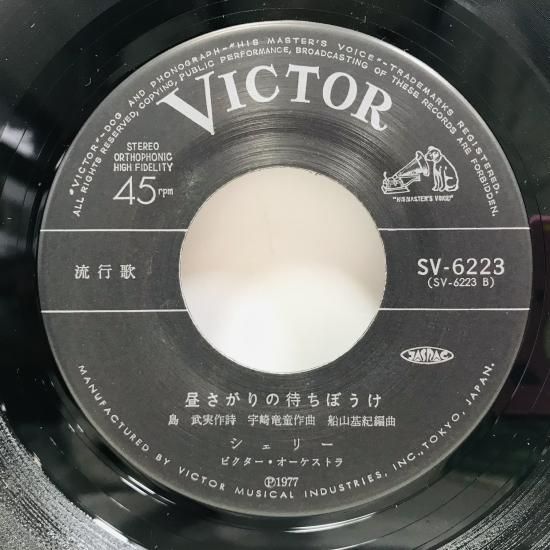 "VICTOR"-DOG AND PHONOGRAPH-"HIS MASTER'S VOICE"-TRADEMARKS REGISTERED.
ALL RIGHTS RESERVED, COPYING, PUBLIC PERFORMANCE, BROADCASTING OF THESE RECORDS ARE FORBIDDEN.
VICTOR
STEREO
ORTHOPHONIC
HIGH FIDELITY
45 rpm
"HIS MASTER'S VOICE"
流行歌
SV-6223
(SV-6223 B)
JASRAC
昼さがりの待ちぼうけ
島 武実作詩 宇崎竜童作曲 船山基紀編曲
シェリー
ビクター・オーケストラ
Ⓟ1977
MANUFACTURED BY VICTOR MUSICAL INDUSTRIES, INC., TOKYO, JAPAN.